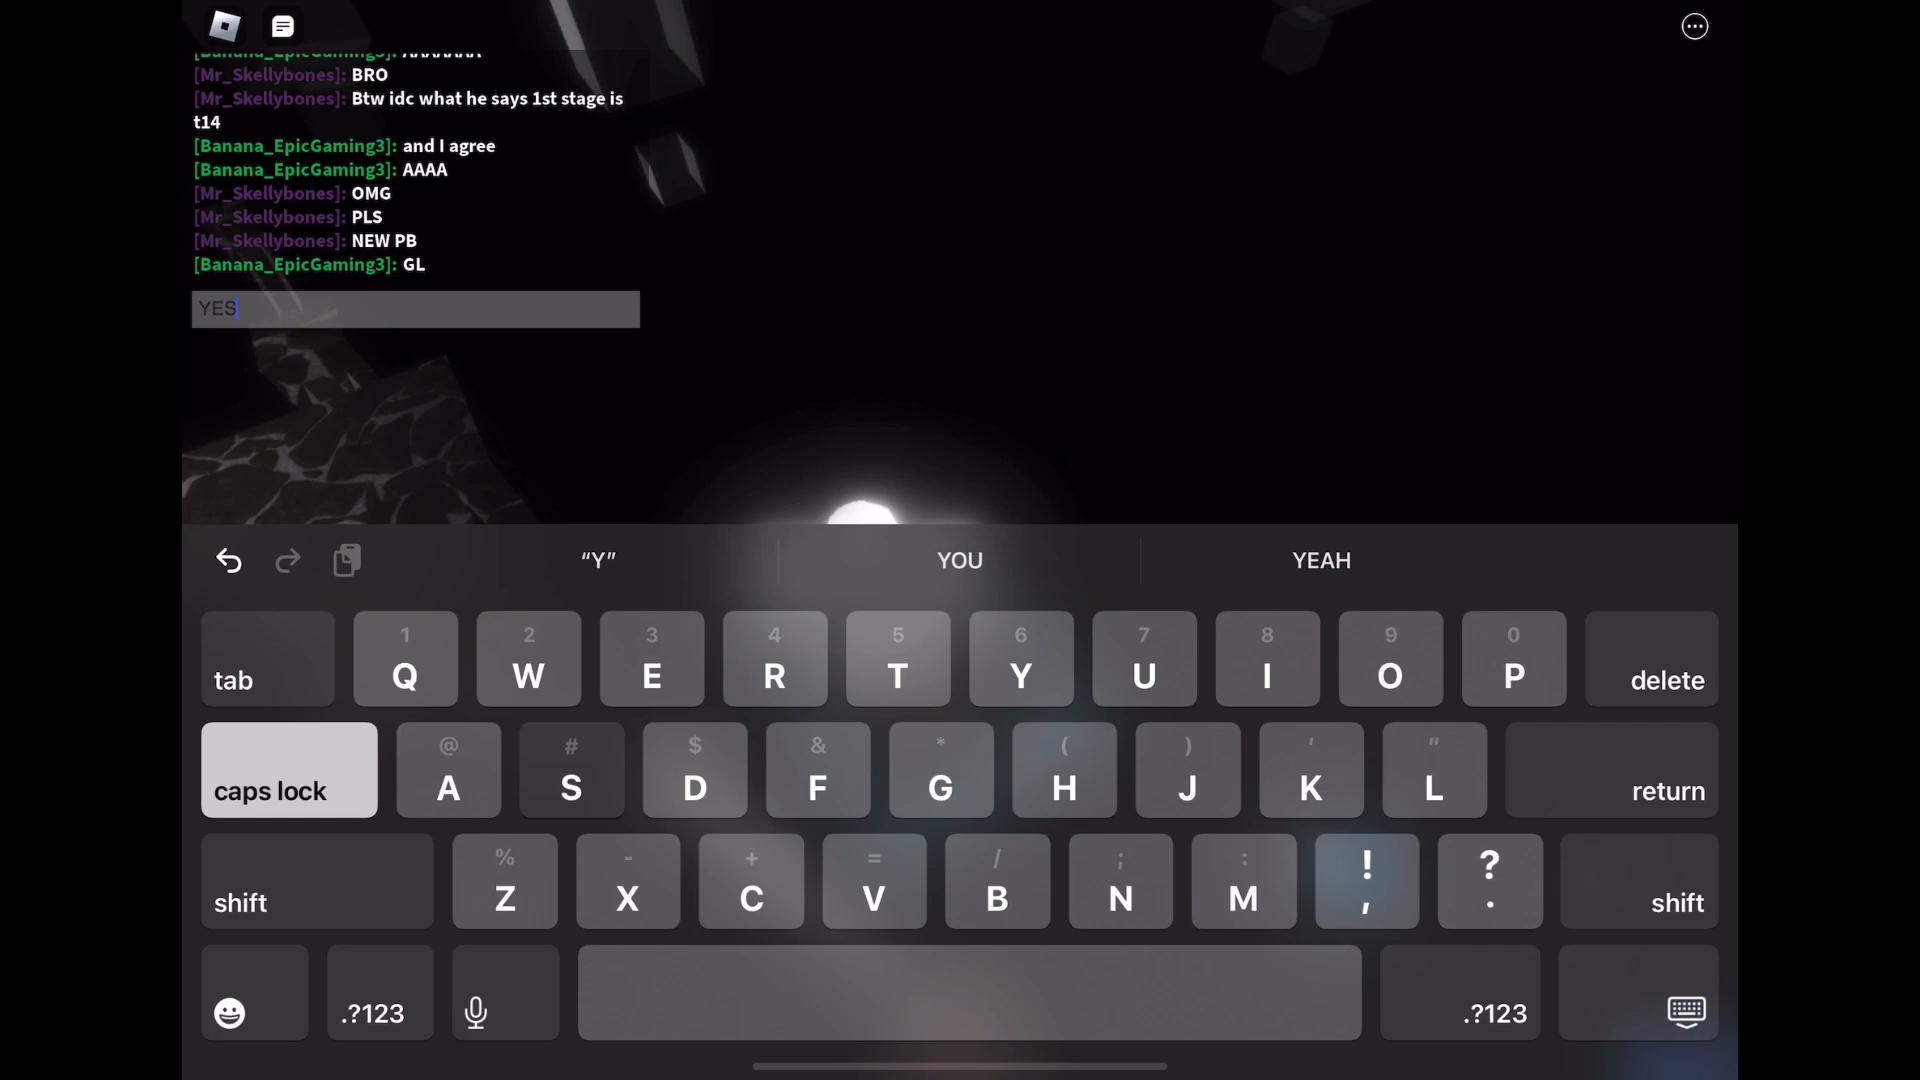 [Banana_EpicGaming3]: AAAAAAA
[Mr_Skellybones]: BRO
[Mr_Skellybones]: Btw idc what he says 1st stage is
t14
[Banana_EpicGaming3]: and I agree
[Banana_EpicGaming3]: AAAA
[Mr_Skellybones]: OMG
[Mr_Skellybones]: PLS
[Mr_Skellybones]: NEW PB
[Banana_EpicGaming3]: GL
YES
“Y” YOU YEAH
1 2 3 4 5 6 7 8 9 0
tab Q W E R T Y U I O P delete
@ # $ & * ( ) ' "
caps lock A S D F G H J K L return
% - + = / ; : ! ?
shift Z X C V B N M , . shift
.?123 .?123